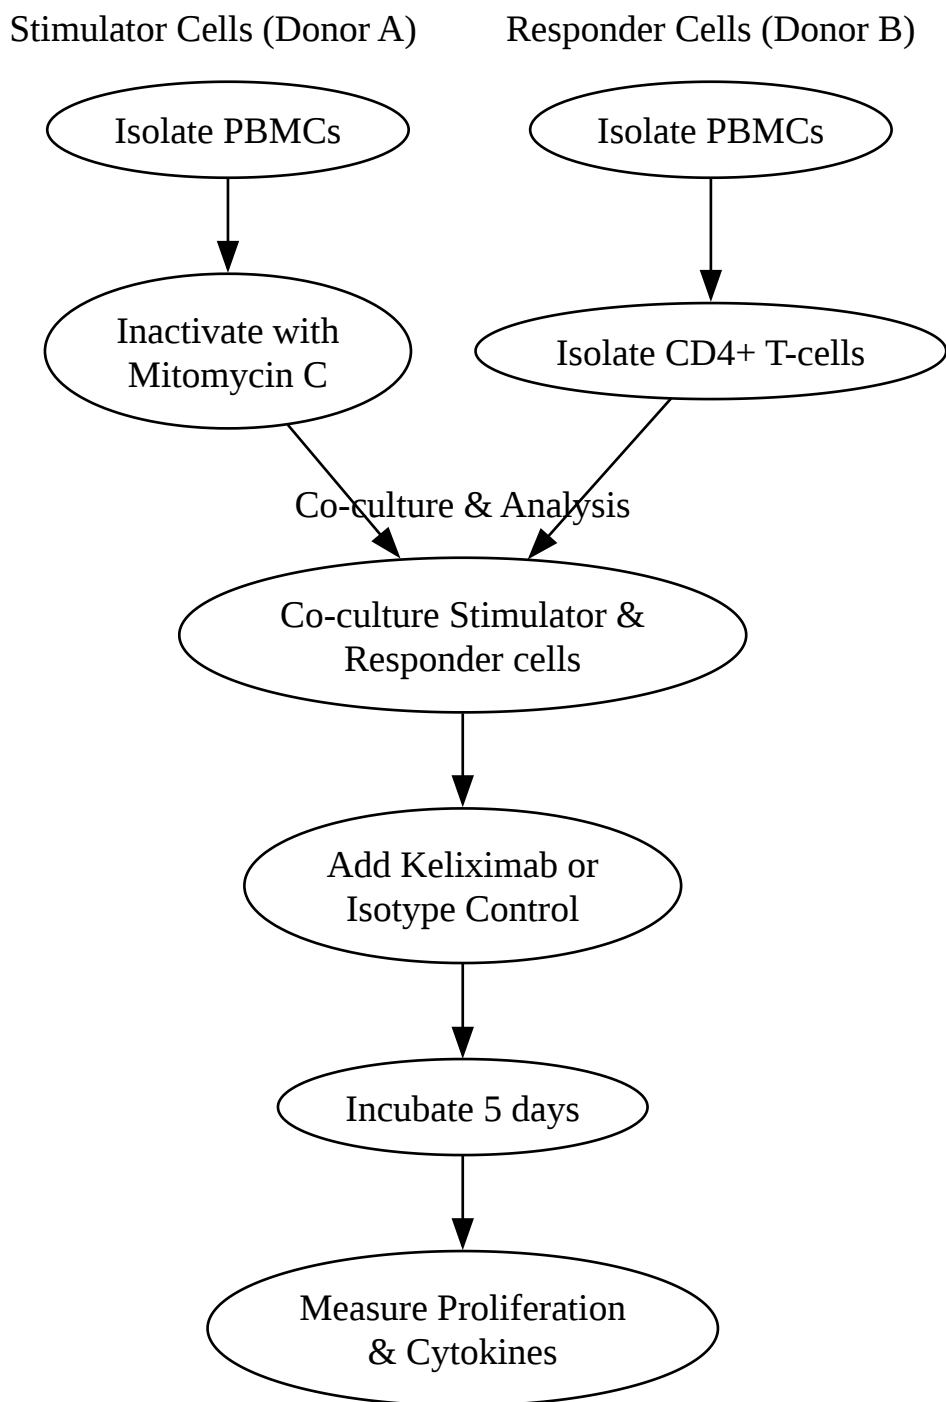 Stimulator Cells (Donor A)
Responder Cells (Donor B)
Isolate PBMCs
Isolate PBMCs
Inactivate with
Mitomycin C
Isolate CD4+ T-cells
Co-culture & Analysis
Co-culture Stimulator &
Responder cells
Add Keliximab or
Isotype Control
Incubate 5 days
Measure Proliferation
& Cytokines